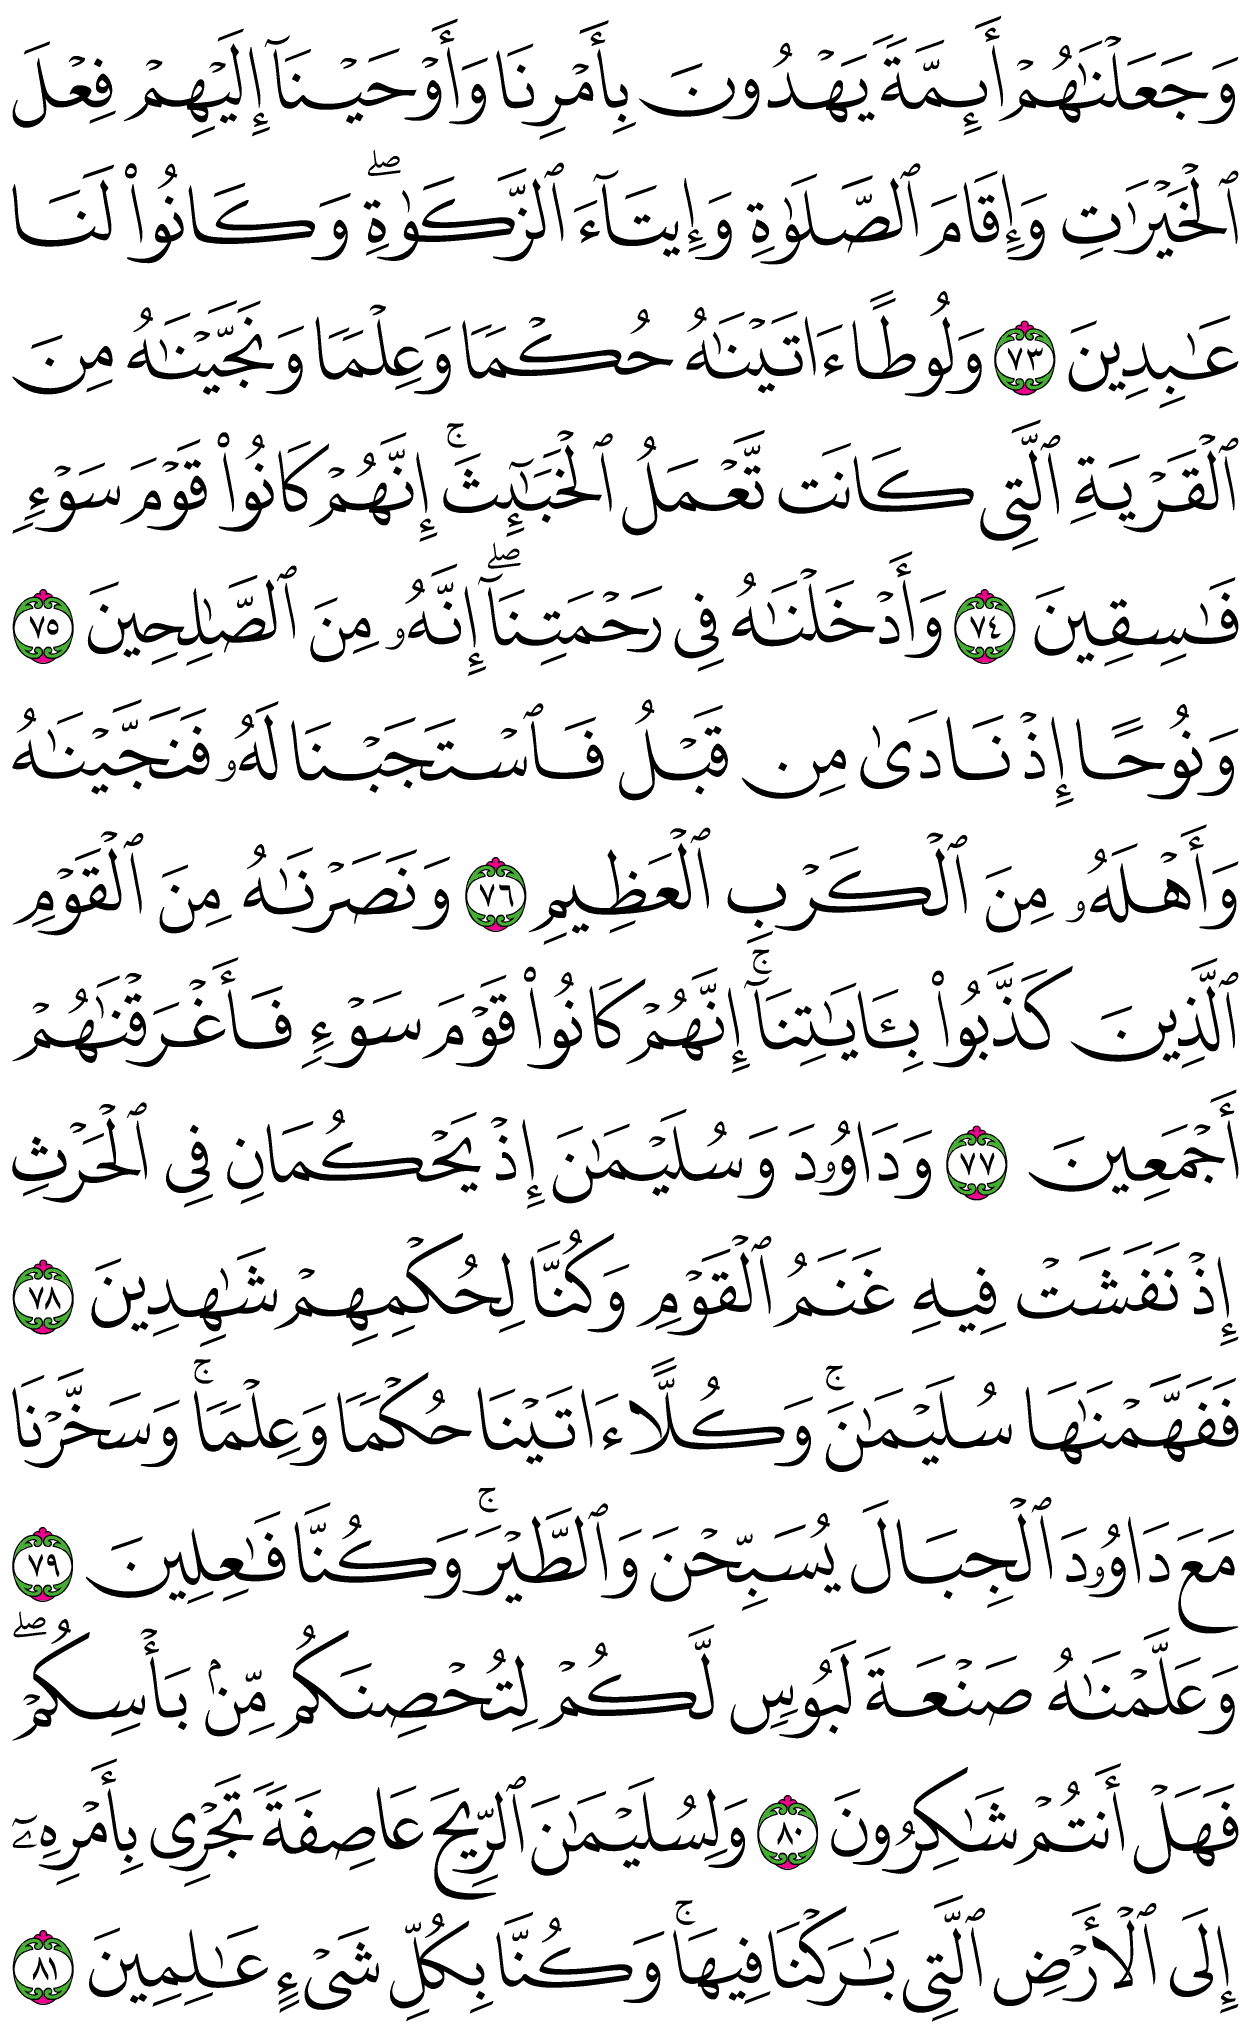 وَجَعَلْنَٰهُمْ أَئِمَّةً يَهْدُونَ بِأَمْرِنَا وَأَوْحَيْنَآ إِلَيْهِمْ فِعْلَ
ٱلْخَيْرَٰتِ وَإِقَامَ ٱلصَّلَوٰةِ وَإِيتَآءَ ٱلزَّكَوٰةِ ۖ وَكَانُوا۟ لَنَا
عَٰبِدِينَ ٧٣ وَلُوطًا ءَاتَيْنَٰهُ حُكْمًا وَعِلْمًا وَنَجَّيْنَٰهُ مِنَ
ٱلْقَرْيَةِ ٱلَّتِى كَانَت تَّعْمَلُ ٱلْخَبَٰٓئِثَ ۚ إِنَّهُمْ كَانُوا۟ قَوْمَ سَوْءٍ
فَٰسِقِينَ ٧٤ وَأَدْخَلْنَٰهُ فِى رَحْمَتِنَآ ۖ إِنَّهُۥ مِنَ ٱلصَّٰلِحِينَ ٧٥
وَنُوحًا إِذْ نَادَىٰ مِن قَبْلُ فَٱسْتَجَبْنَا لَهُۥ فَنَجَّيْنَٰهُ
وَأَهْلَهُۥ مِنَ ٱلْكَرْبِ ٱلْعَظِيمِ ٧٦ وَنَصَرْنَٰهُ مِنَ ٱلْقَوْمِ
ٱلَّذِينَ كَذَّبُوا۟ بِـَٔايَٰتِنَآ ۚ إِنَّهُمْ كَانُوا۟ قَوْمَ سَوْءٍ فَأَغْرَقْنَٰهُمْ
أَجْمَعِينَ ٧٧ وَدَاوُۥدَ وَسُلَيْمَٰنَ إِذْ يَحْكُمَانِ فِى ٱلْحَرْثِ
إِذْ نَفَشَتْ فِيهِ غَنَمُ ٱلْقَوْمِ وَكُنَّا لِحُكْمِهِمْ شَٰهِدِينَ ٧٨
فَفَهَّمْنَٰهَا سُلَيْمَٰنَ ۚ وَكُلًّا ءَاتَيْنَا حُكْمًا وَعِلْمًا ۚ وَسَخَّرْنَا
مَعَ دَاوُۥدَ ٱلْجِبَالَ يُسَبِّحْنَ وَٱلطَّيْرَ ۚ وَكُنَّا فَٰعِلِينَ ٧٩
وَعَلَّمْنَٰهُ صَنْعَةَ لَبُوسٍ لَّكُمْ لِتُحْصِنَكُم مِّنۢ بَأْسِكُمْ ۖ
فَهَلْ أَنتُمْ شَٰكِرُونَ ٨٠ وَلِسُلَيْمَٰنَ ٱلرِّيحَ عَاصِفَةً تَجْرِى بِأَمْرِهِۦٓ
إِلَى ٱلْأَرْضِ ٱلَّتِى بَٰرَكْنَا فِيهَا ۚ وَكُنَّا بِكُلِّ شَىْءٍ عَٰلِمِينَ ٨١